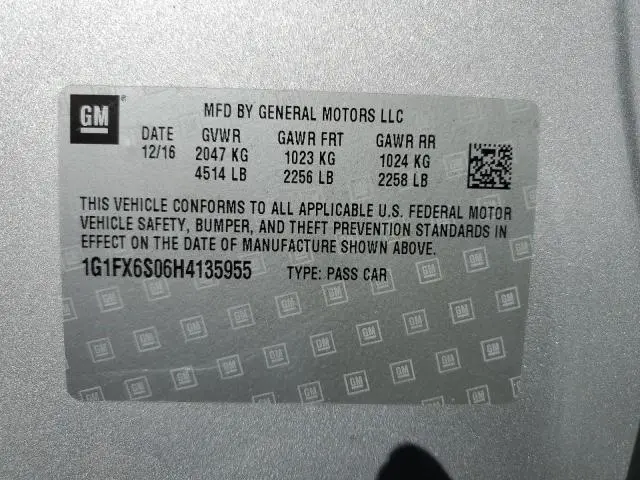 GM ® MFD BY GENERAL MOTORS LLC
DATE GVWR GAWR FRT GAWR RR
12/16 2047 KG 1023 KG 1024 KG
4514 LB 2256 LB 2258 LB
THIS VEHICLE CONFORMS TO ALL APPLICABLE U.S. FEDERAL MOTOR
VEHICLE SAFETY, BUMPER, AND THEFT PREVENTION STANDARDS IN
EFFECT ON THE DATE OF MANUFACTURE SHOWN ABOVE.
1G1FX6S06H4135955 TYPE: PASS CAR